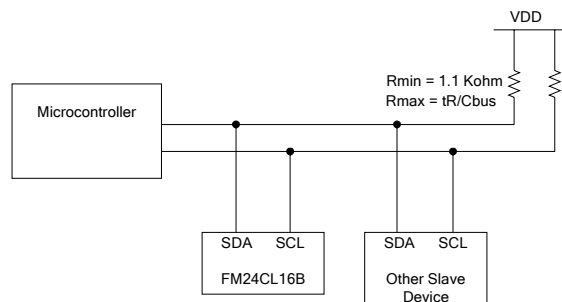 VDD
Rmin = 1.1 Kohm
Rmax = tR/Cbus
Microcontroller
SDA SCL
FM24CL16B
SDA SCL
Other Slave
Device